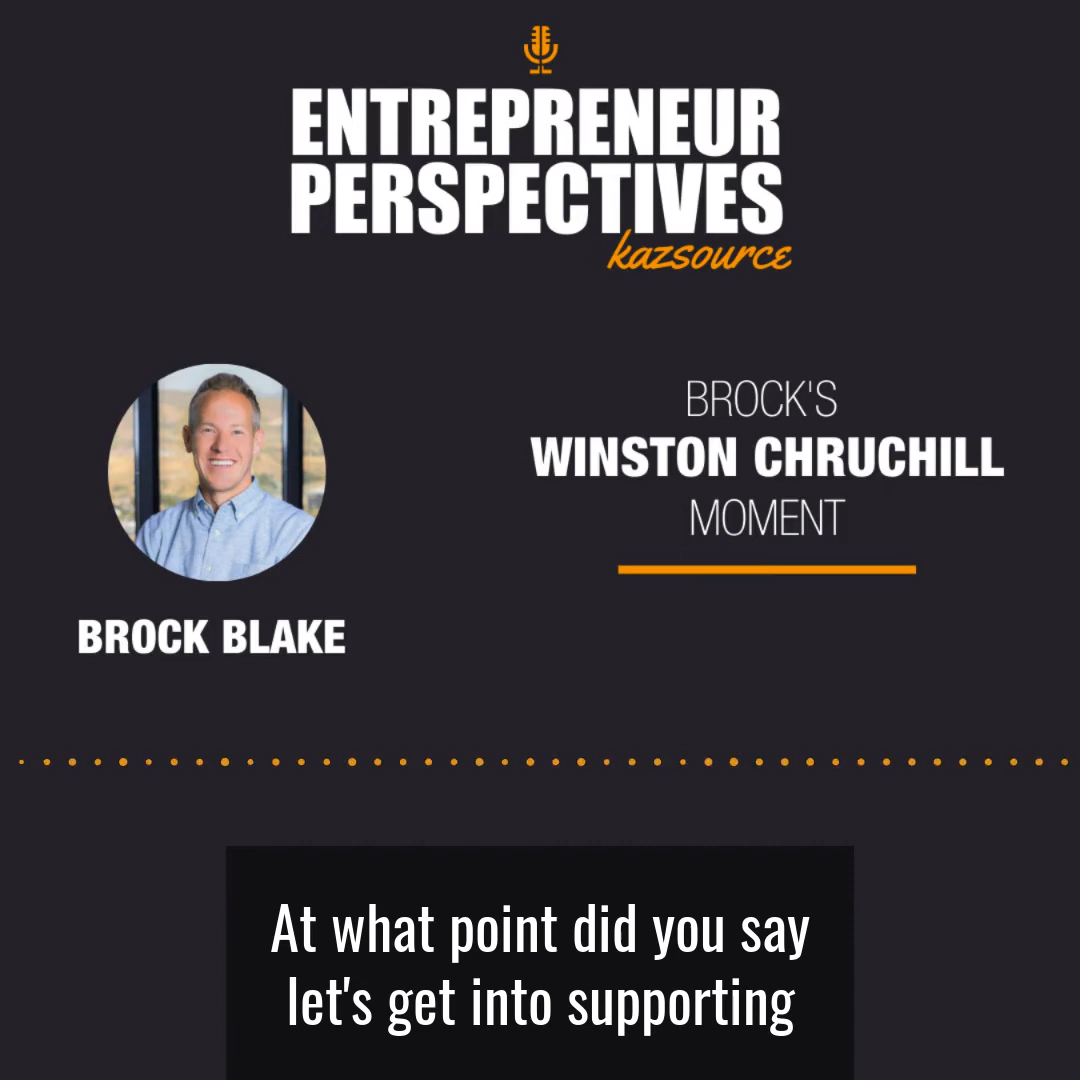 ENTREPRENEUR
PERSPECTIVES
kazsource
BROCK'S
WINSTON CHRUCHILL
MOMENT
BROCK BLAKE
At what point did you say
let's get into supporting